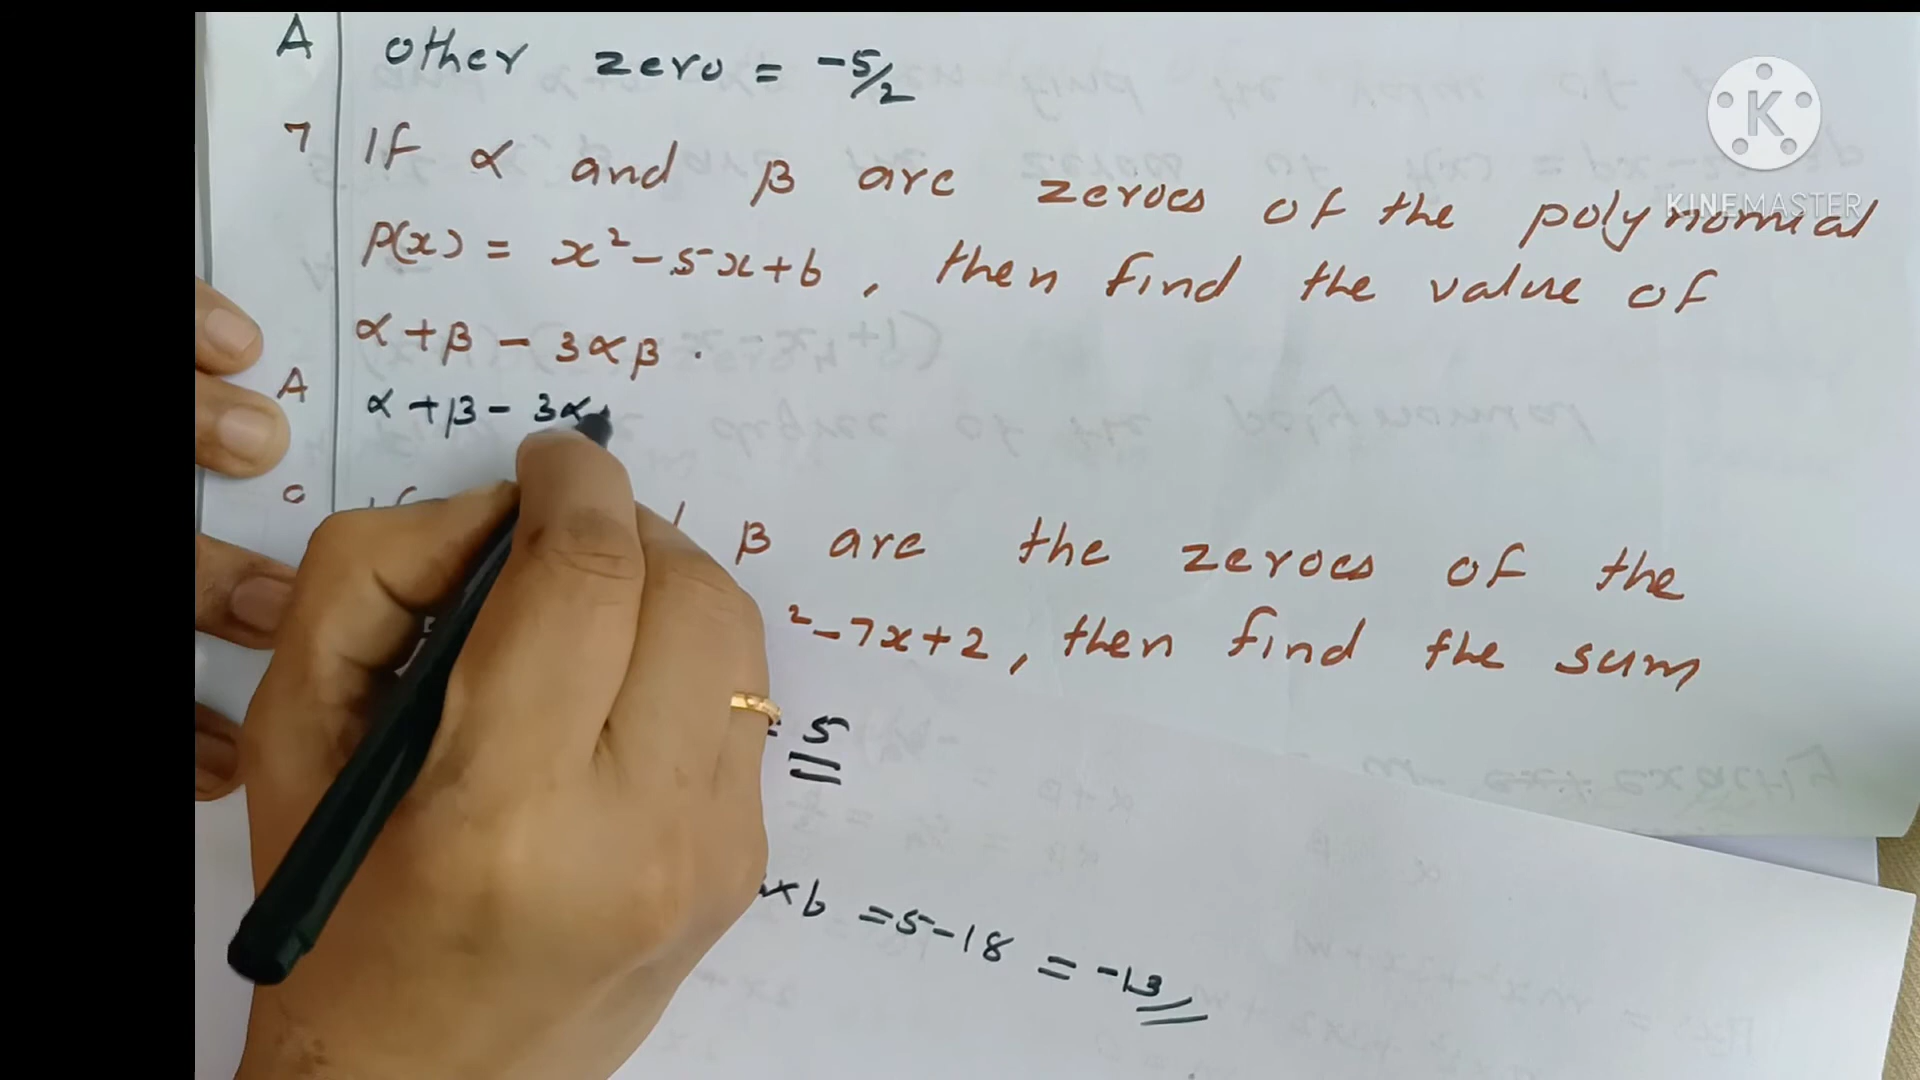 A other zero = -5/2
7 If α and β are zeroes of the polynomial
P(x) = x² - 5x + 6, then find the value of
α + β - 3αβ.
A α + β - 3α
β are the zeroes of the
² - 7x + 2, then find the sum
= 5
× 6 = 5 - 18 = -13
K
KINEMASTER